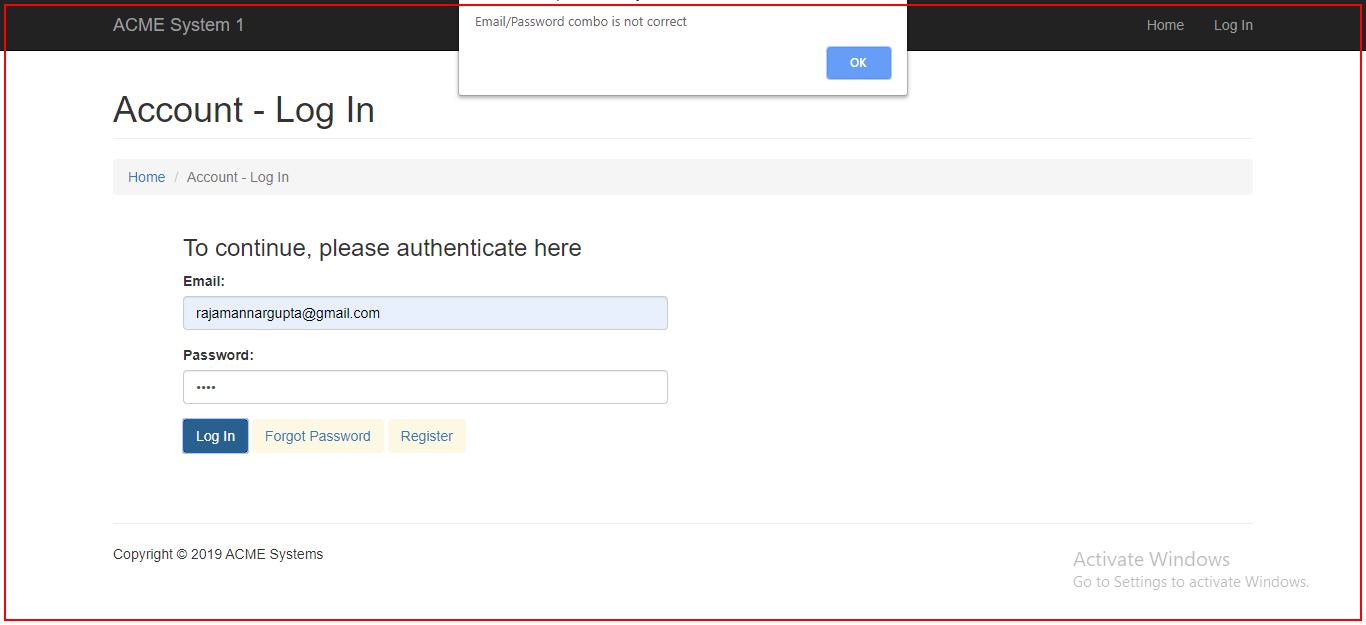 ACME System 1
Home
Log In
Email/Password combo is not correct
OK
Account - Log In
Home / Account - Log In
To continue, please authenticate here
Email:
rajamannargupta@gmail.com
Password:
••••
Log In
Forgot Password
Register
Copyright © 2019 ACME Systems
Activate Windows
Go to Settings to activate Windows.